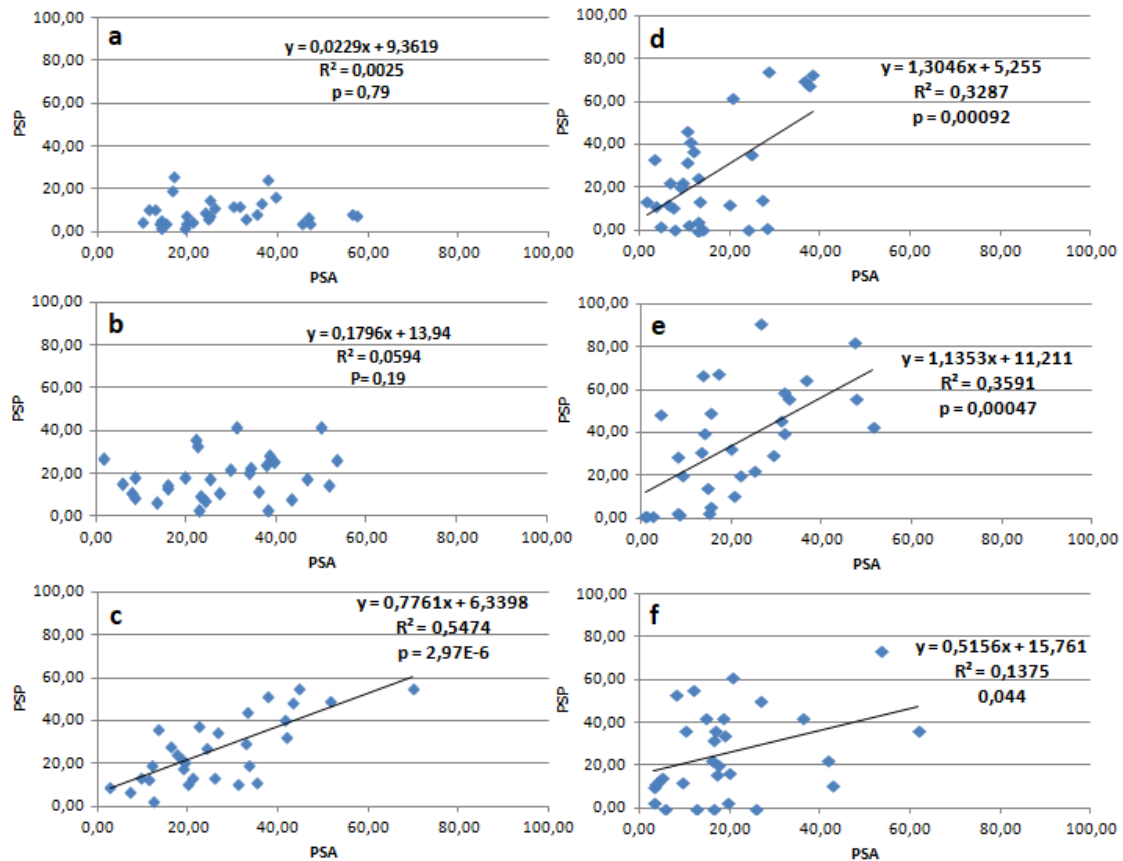 a
y = 0,0229x + 9,3619
R² = 0,0025
p = 0,79
PSP
100,00
80,00
60,00
40,00
20,00
0,00
0,00 20,00 40,00 60,00 80,00 100,00
PSA
b
y = 0,1796x + 13,94
R² = 0,0594
P= 0,19
PSP
100,00
80,00
60,00
40,00
20,00
0,00
0,00 20,00 40,00 60,00 80,00 100,00
PSA
c
y = 0,7761x + 6,3398
R² = 0,5474
p = 2,97E-6
PSP
100,00
80,00
60,00
40,00
20,00
0,00
0,00 20,00 40,00 60,00 80,00 100,00
PSA
d
y = 1,3046x + 5,255
R² = 0,3287
p = 0,00092
PSP
100,00
80,00
60,00
40,00
20,00
0,00
0,00 20,00 40,00 60,00 80,00 100,00
PSA
e
y = 1,1353x + 11,211
R² = 0,3591
p = 0,00047
PSP
100,00
80,00
60,00
40,00
20,00
0,00
0,00 20,00 40,00 60,00 80,00 100,00
PSA
f
y = 0,5156x + 15,761
R² = 0,1375
0,044
PSP
100,00
80,00
60,00
40,00
20,00
0,00
0,00 20,00 40,00 60,00 80,00 100,00
PSA